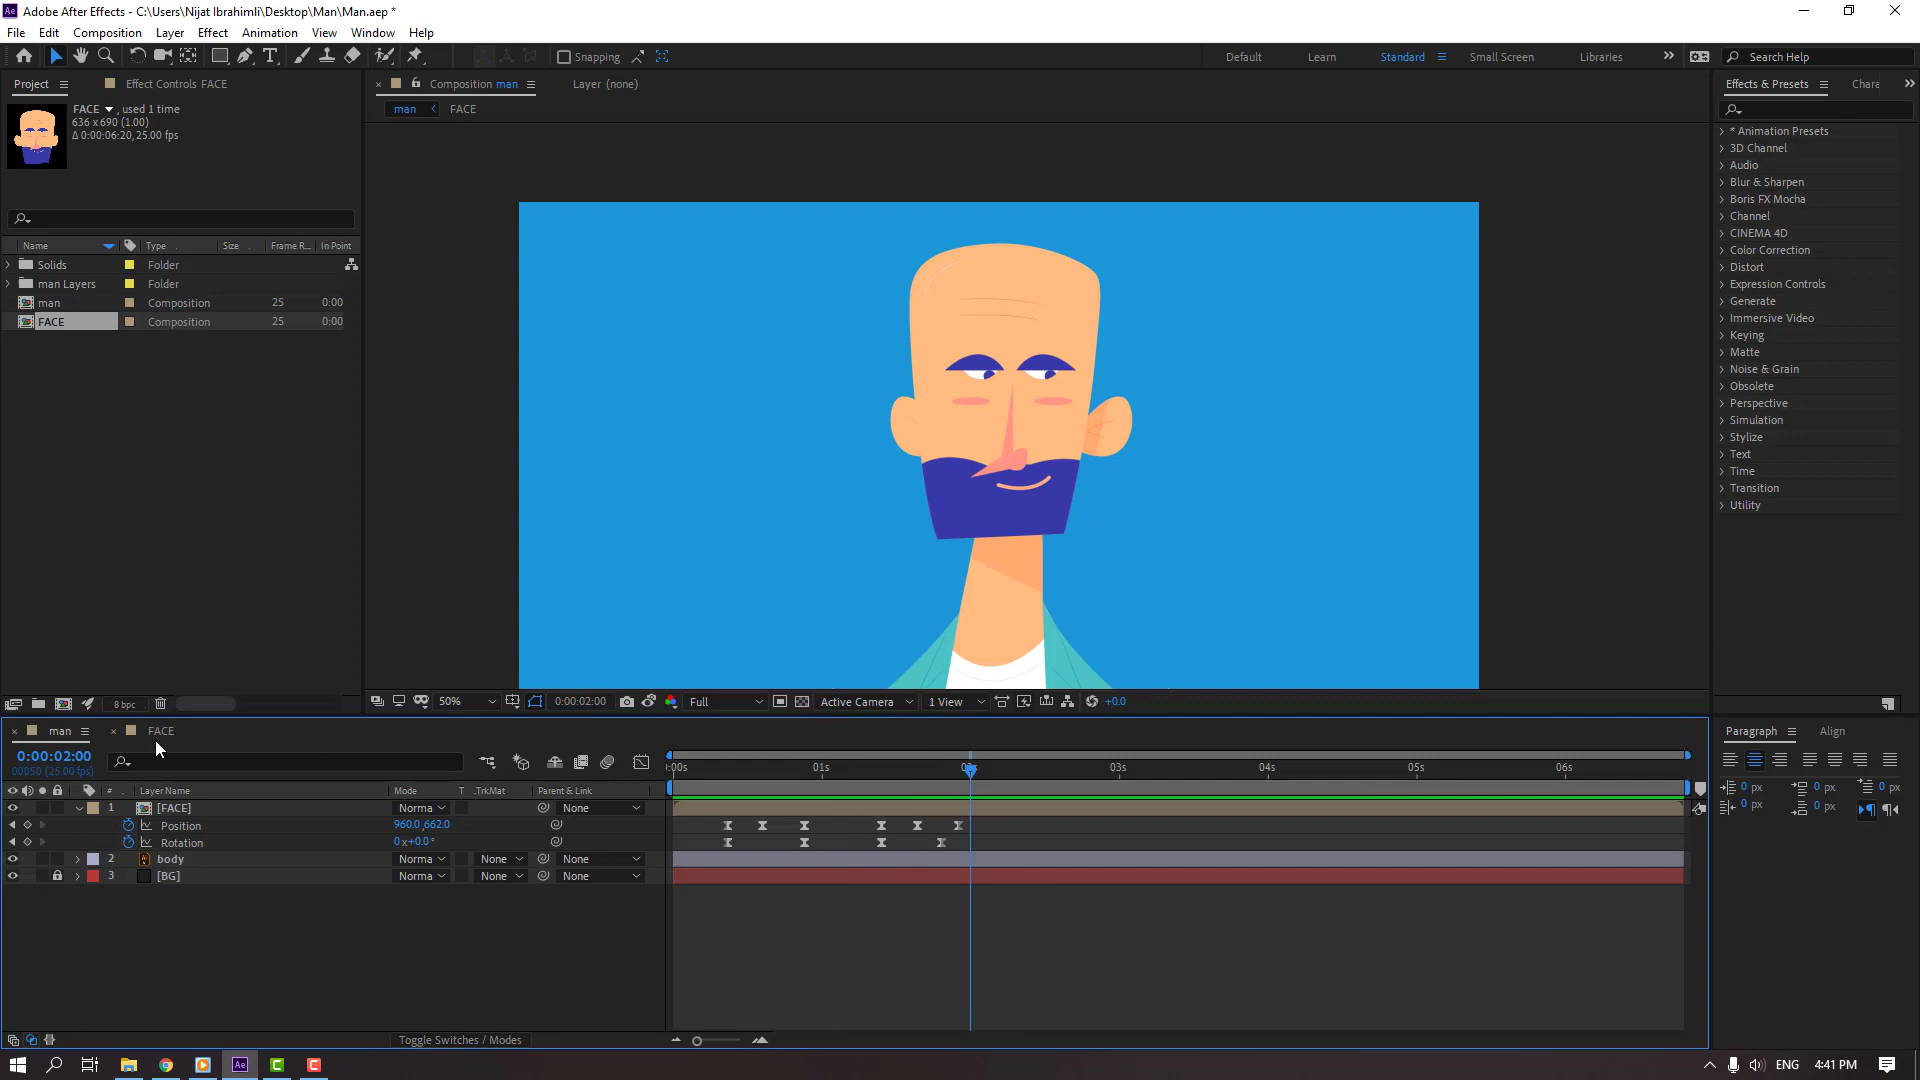 Adobe After Effects - C:\Users\Nijat Ibrahimli\Desktop\Man\Man.aep *
File Edit Composition Layer Effect Animation View Window Help
Snapping Default Learn Standard Small Screen Libraries Search Help
Project Effect Controls FACE Composition man Layer (none) Effects & Presets Chara
man FACE
FACE , used 1 time
636 x 690 (1.00)
Δ 0:00:06:20, 25.00 fps
Name Type Size Frame R... In Point
Solids Folder
man Layers Folder
man Composition 25 0:00
FACE Composition 25 0:00
* Animation Presets
3D Channel
Audio
Blur & Sharpen
Boris FX Mocha
Channel
CINEMA 4D
Color Correction
Distort
Expression Controls
Generate
Immersive Video
Keying
Matte
Noise & Grain
Obsolete
Perspective
Simulation
Stylize
Text
Time
Transition
Utility
8 bpc 50% 0:00:02:00 Full Active Camera 1 View +0.0
man FACE
0:00:02:00
00050 (25.00 fps)
:00s 01s 03s 04s 05s 06s
# Layer Name Mode T .TrkMat Parent & Link
1 [FACE] Norma None
Position 960.0,662.0
Rotation 0x+0.0°
2 body Norma None None
3 [BG] Norma None None
Toggle Switches / Modes
Paragraph Align
0 px 0 px 0 px
0 px 0 px
Ae ENG 4:41 PM